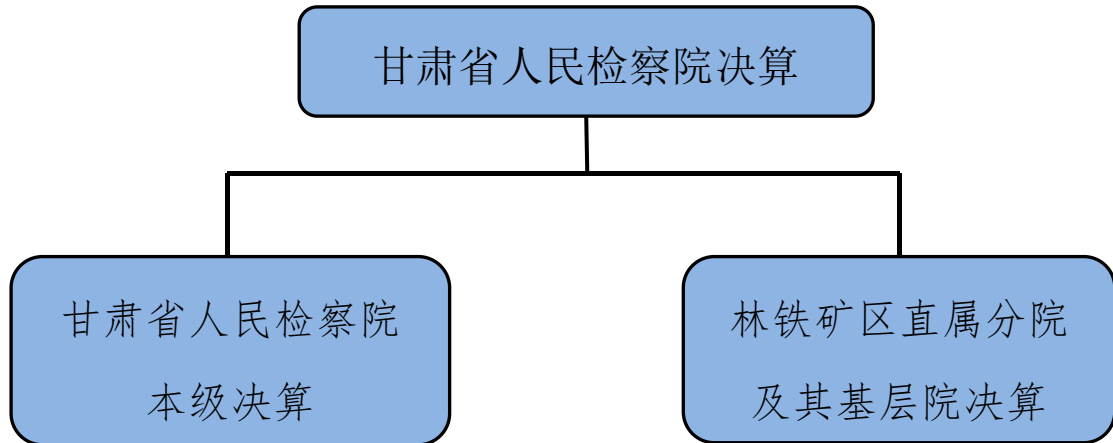 甘肃省人民检察院决算
甘肃省人民检察院
本级决算
林铁矿区直属分院
及其基层院决算